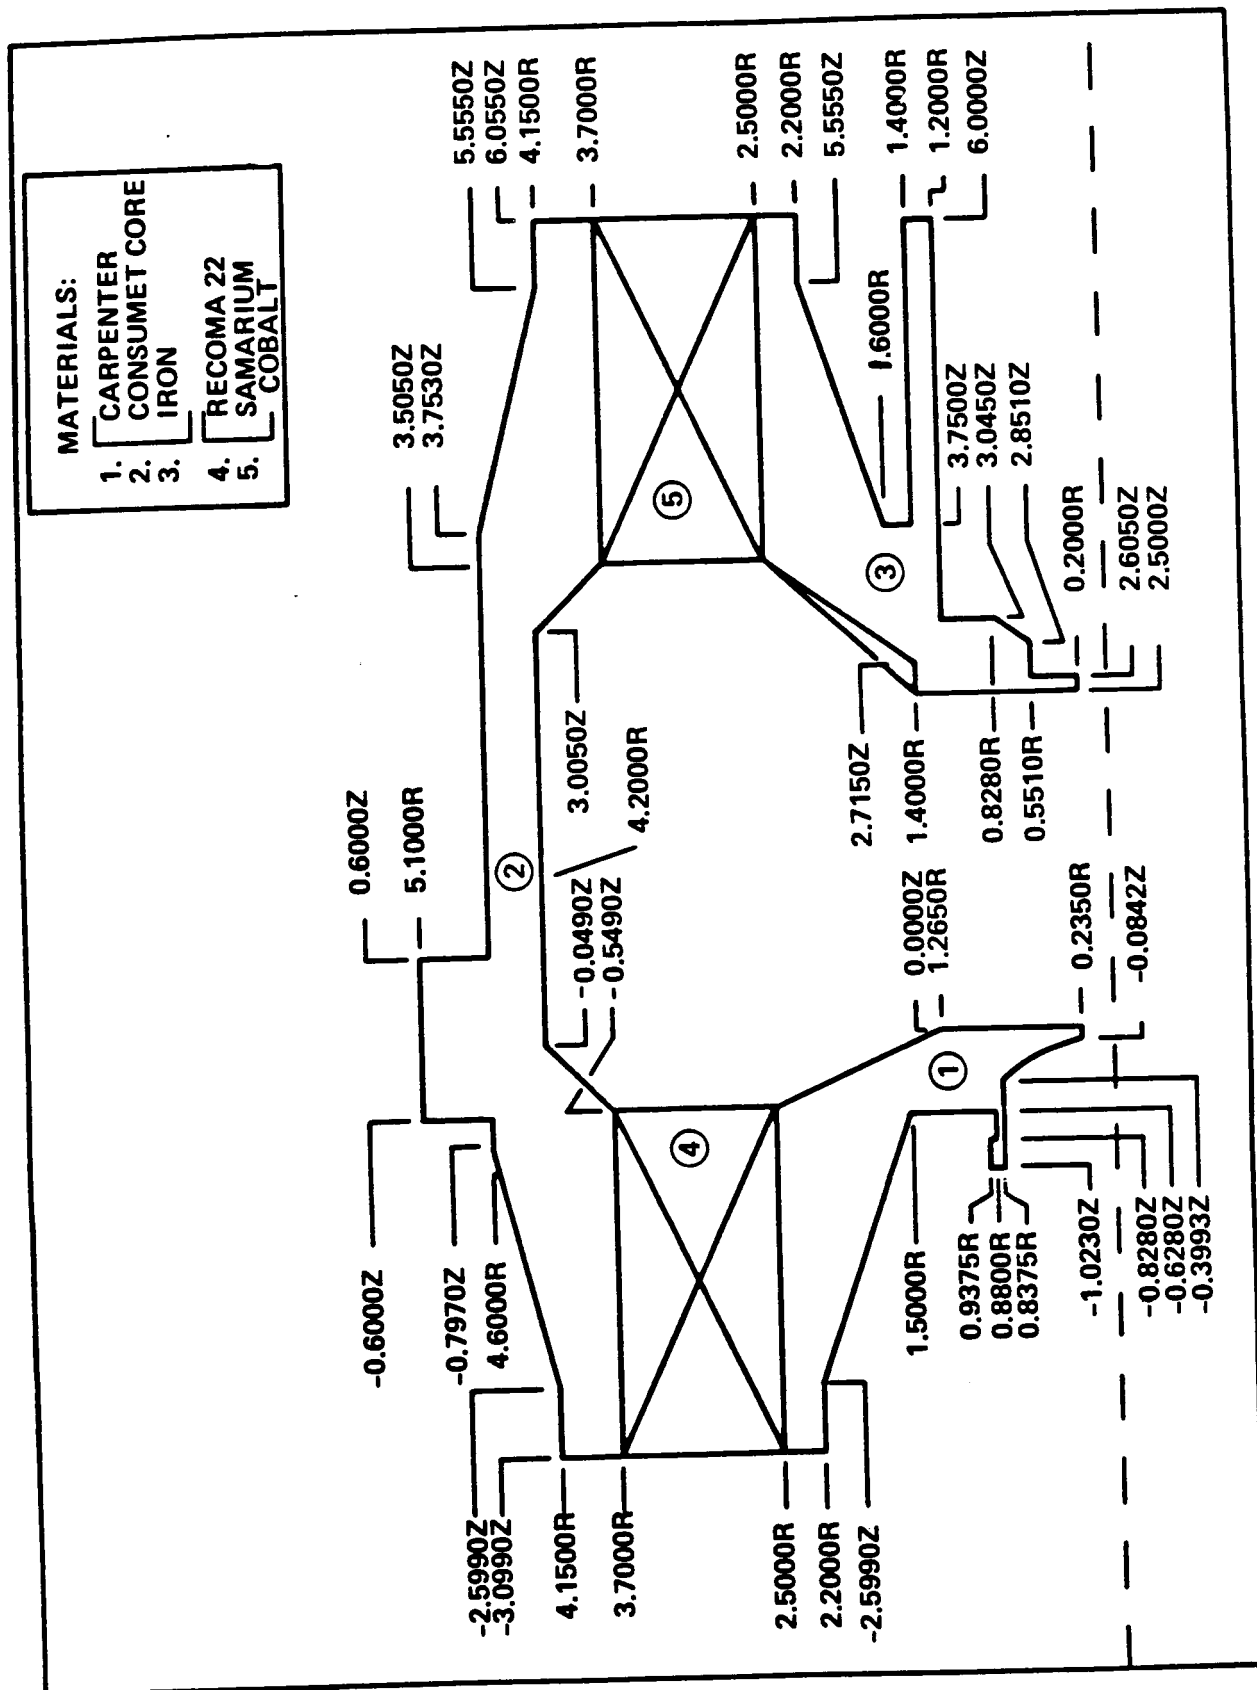 MATERIALS:
1. CARPENTER
2. CONSUMET CORE
3. IRON
4. RECOMA 22
5. SAMARIUM
COBALT
-0.6000Z
-0.7970Z
4.6000R
-2.5990Z
-3.0990Z
4.1500R
3.7000R
2.5000R
2.2000R
-2.5990Z
0.6000Z
5.1000R
3.5050Z
3.7530Z
5.5550Z
6.0550Z
4.1500R
3.7000R
2.5000R
2.2000R
5.5550Z
1.4000R
1.2000R
6.0000Z
2
3.0050Z
4.2000R
-0.0490Z
-0.5490Z
4
5
1.6000R
3
3.7500Z
3.0450Z
2.8510Z
0.2000R
2.6050Z
2.5000Z
2.7150Z
1.4000R
0.8280R
0.5510R
0.0000Z
1.2650R
1
0.2350R
-0.0842Z
1.5000R
0.9375R
0.8800R
0.8375R
-1.0230Z
-0.8280Z
-0.6280Z
-0.3993Z